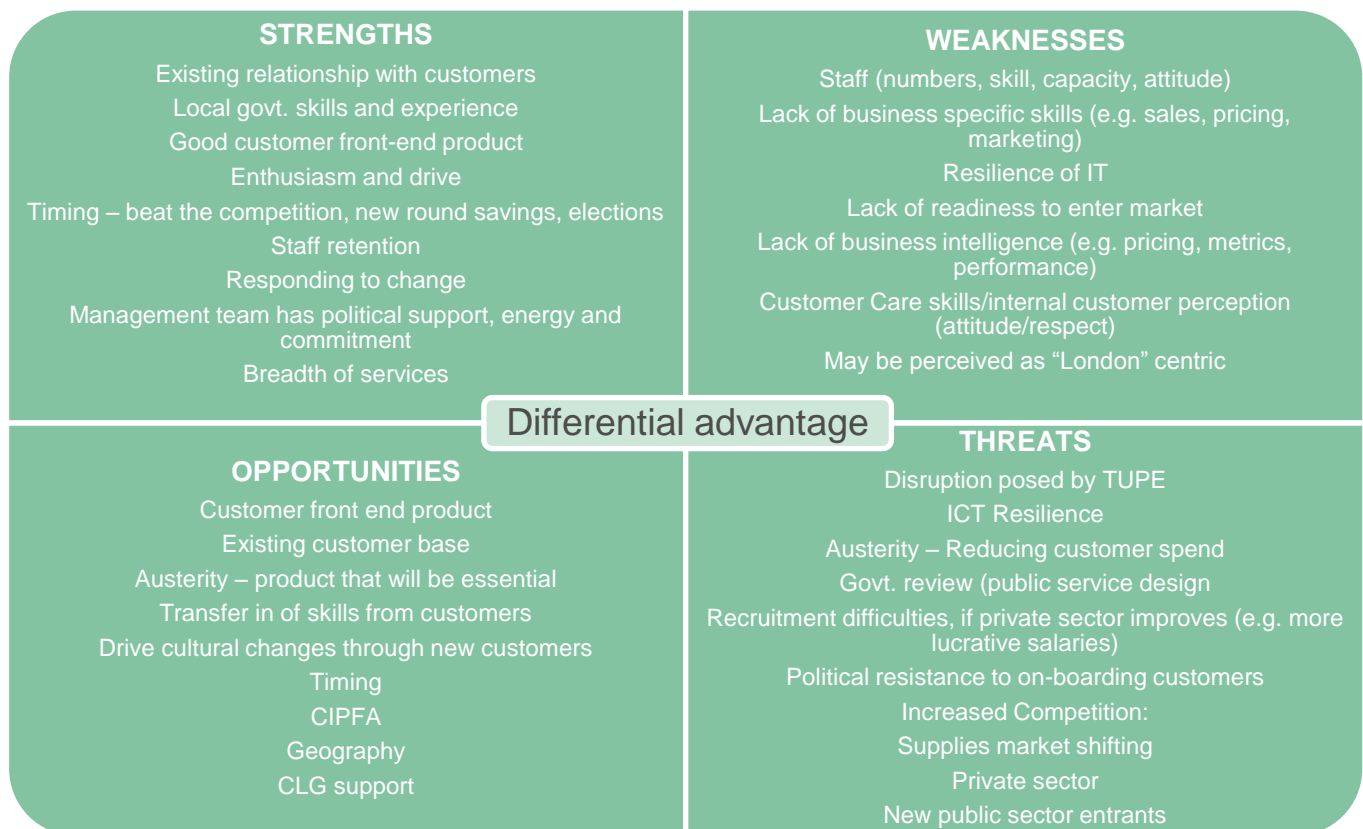 STRENGTHS
Existing relationship with customers
Local govt. skills and experience
Good customer front-end product
Enthusiasm and drive
Timing – beat the competition, new round savings, elections
Staff retention
Responding to change
Management team has political support, energy and
commitment
Breadth of services
WEAKNESSES
Staff (numbers, skill, capacity, attitude)
Lack of business specific skills (e.g. sales, pricing,
marketing)
Resilience of IT
Lack of readiness to enter market
Lack of business intelligence (e.g. pricing, metrics,
performance)
Customer Care skills/internal customer perception
(attitude/respect)
May be perceived as “London” centric
Differential advantage
OPPORTUNITIES
Customer front end product
Existing customer base
Austerity – product that will be essential
Transfer in of skills from customers
Drive cultural changes through new customers
Timing
CIPFA
Geography
CLG support
THREATS
Disruption posed by TUPE
ICT Resilience
Austerity – Reducing customer spend
Govt. review (public service design
Recruitment difficulties, if private sector improves (e.g. more
lucrative salaries)
Political resistance to on-boarding customers
Increased Competition:
Supplies market shifting
Private sector
New public sector entrants